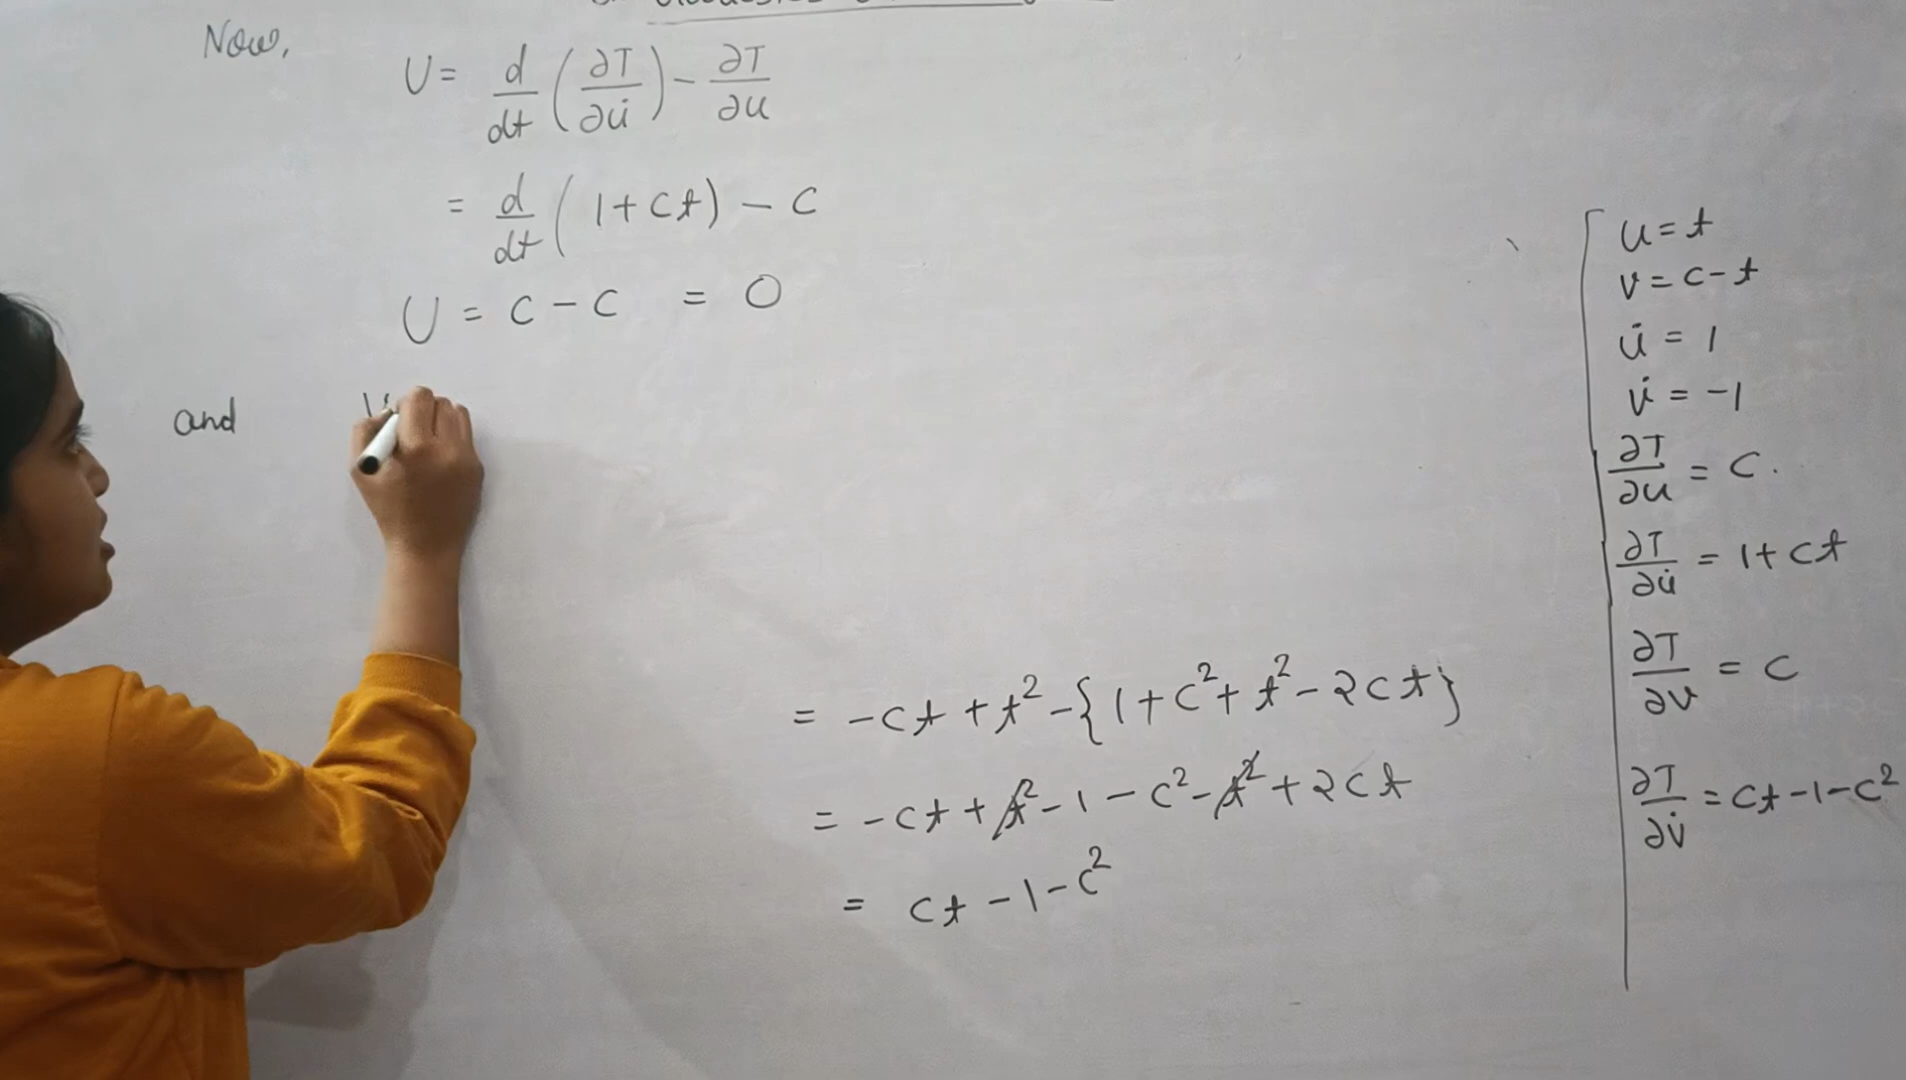 Now,
U = d/dt (∂T/∂u̇) - ∂T/∂u
= d/dt (1+ct) - c
U = c - c = 0
and V
= -ct + t² - {1 + c² + t² - 2ct}
= -ct + t² - 1 - c² - t² + 2ct
= ct - 1 - c²
u = t
v = c - t
u̇ = 1
v̇ = -1
∂T/∂u = c.
∂T/∂u̇ = 1+ct
∂T/∂v = c
∂T/∂v̇ = ct-1-c²